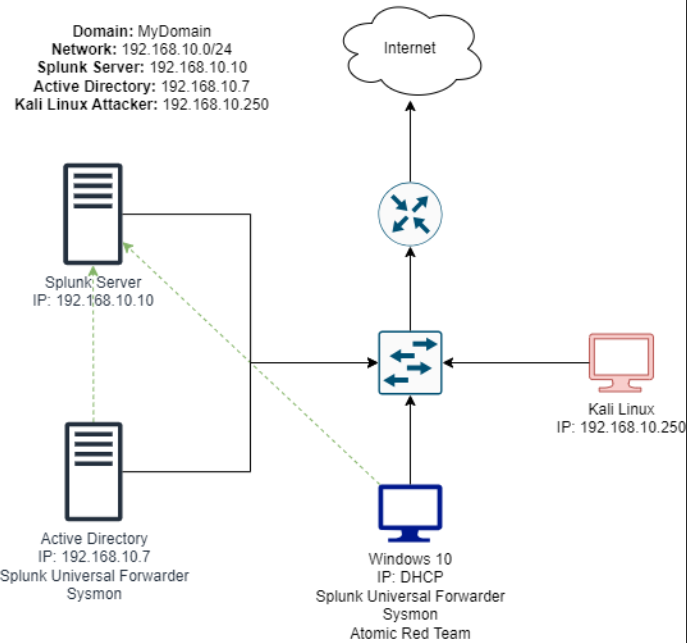 Domain: MyDomain
Network: 192.168.10.0/24
Splunk Server: 192.168.10.10
Active Directory: 192.168.10.7
Kali Linux Attacker: 192.168.10.250
Internet
Splunk Server
IP: 192.168.10.10
Kali Linux
IP: 192.168.10.250
Active Directory
IP: 192.168.10.7
Splunk Universal Forwarder
Sysmon
Windows 10
IP: DHCP
Splunk Universal Forwarder
Sysmon
Atomic Red Team